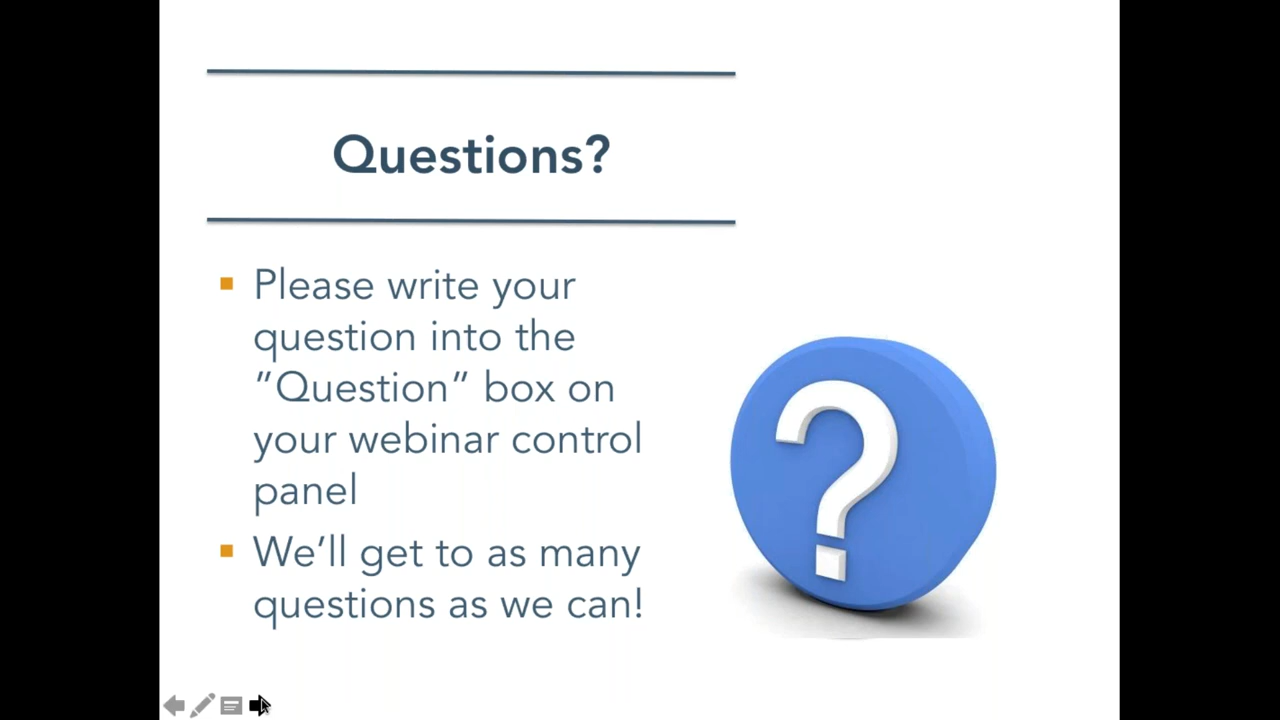 Questions?
Please write your
question into the
"Question" box on
your webinar control
panel
We'll get to as many
questions as we can!